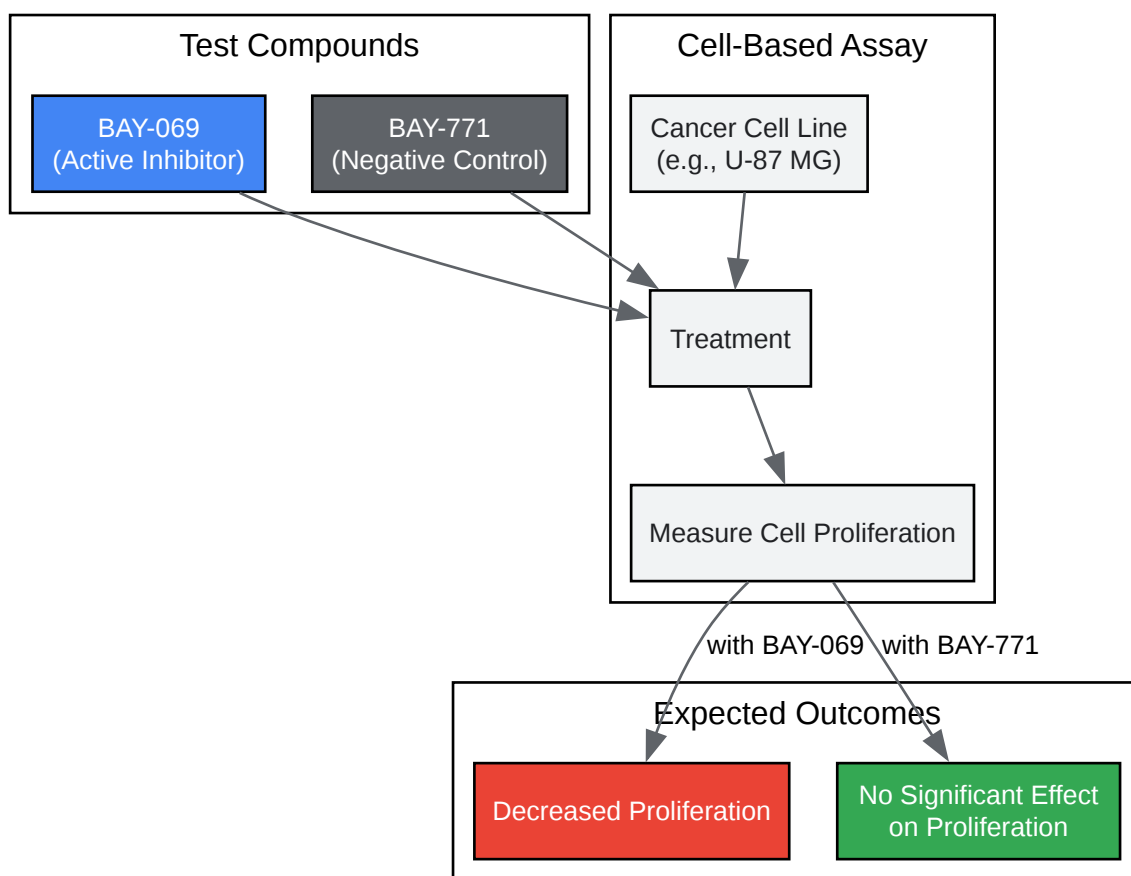 Test Compounds
BAY-069
(Active Inhibitor)
BAY-771
(Negative Control)
Cell-Based Assay
Cancer Cell Line
(e.g., U-87 MG)
Treatment
Measure Cell Proliferation
with BAY-069
with BAY-771
Expected Outcomes
Decreased Proliferation
No Significant Effect
on Proliferation